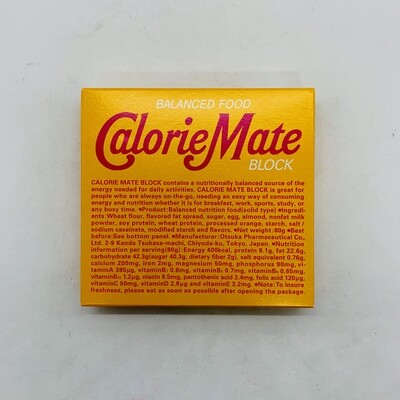 BALANCED FOOD
CalorieMate
BLOCK
CALORIE MATE BLOCK contains a nutritionally balanced source of the
energy needed for daily activities. CALORIE MATE BLOCK is great for
people who are always on-the-go, needing an easy way of consuming
energy and nutrition whether it is for breakfast, work, sports, study, or
any busy time. ●Product:Balanced nutrition food(solid type) ●Ingredi-
ents:Wheat flour, flavored fat spread, sugar, egg, almond, nonfat milk
powder, soy protein, wheat protein, processed orange, starch, salt /
sodium caseinate, modified starch and flavors. ●Net weight: 80g ●Best
before:See bottom panel. ●Manufacturer:Otsuka Pharmaceutical Co.,
Ltd. 2-9 Kanda Tsukasa-machi, Chiyoda-ku, Tokyo, Japan. ●Nutrition
information per serving(80g): Energy 400kcal, protein 8.1g, fat 22.6g,
carbohydrate 42.3g(sugar 40.3g, dietary fiber 2g), salt equivalent 0.76g,
calcium 200mg, iron 2mg, magnesium 50mg, phosphorus 90mg, vi-
taminA 385μg, vitaminB₁ 0.6mg, vitaminB₂ 0.7mg, vitaminB₆ 0.65mg,
vitaminB₁₂ 1.2μg, niacin 6.5mg, pantothenic acid 2.4mg, folic acid 120μg,
vitaminC 50mg, vitaminD 2.8μg and vitaminE 3.2mg. ●Note:To insure
freshness, please eat as soon as possible after opening the package.